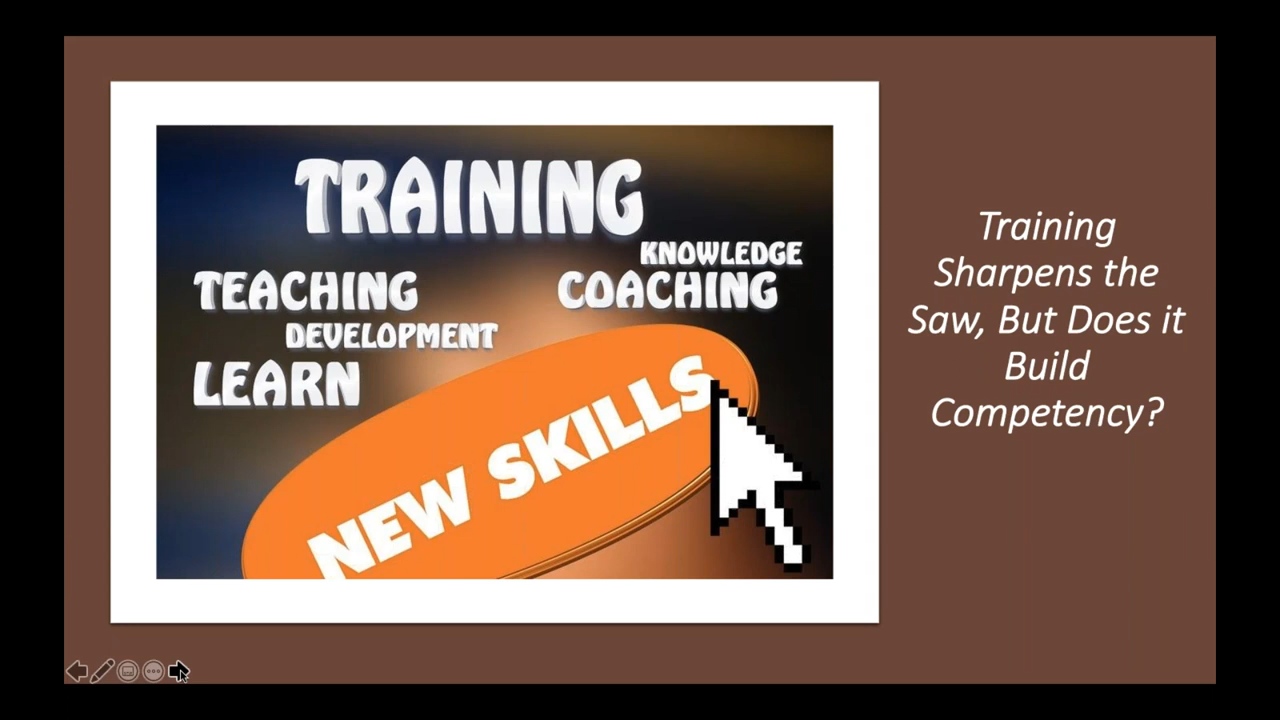 TRAINING
KNOWLEDGE
TEACHING
COACHING
DEVELOPMENT
LEARN
NEW SKILLS
Training
Sharpens the
Saw, But Does it
Build
Competency?